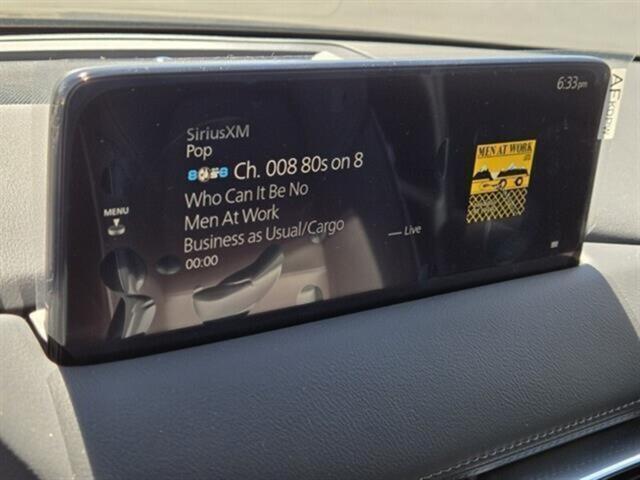 6:33pm
SiriusXM
Pop
80s8 Ch. 008 80s on 8
Who Can It Be No
Men At Work
Business as Usual/Cargo
00:00
Live
MENU
MEN AT WORK